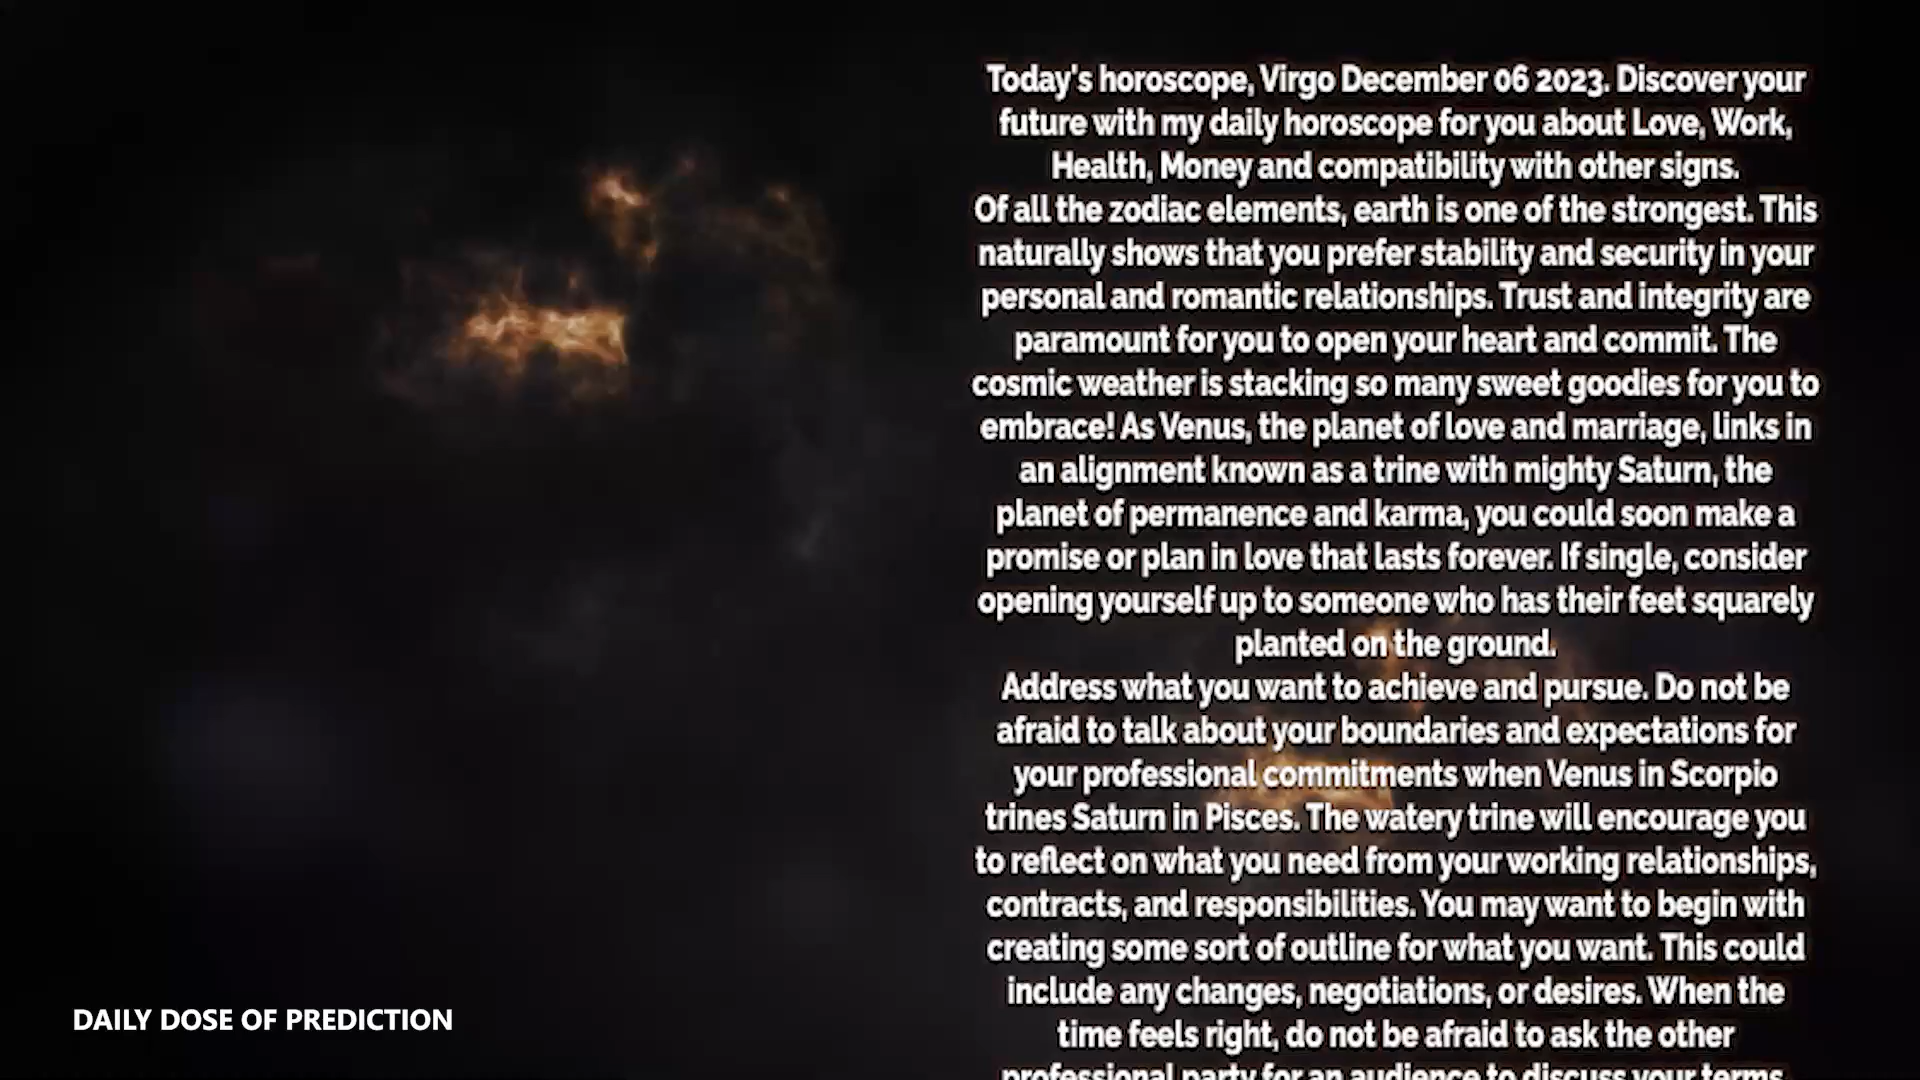 Today's horoscope, Virgo December 06 2023. Discover your
future with my daily horoscope for you about Love, Work,
Health, Money and compatibility with other signs.
Of all the zodiac elements, earth is one of the strongest. This
naturally shows that you prefer stability and security in your
personal and romantic relationships. Trust and integrity are
paramount for you to open your heart and commit. The
cosmic weather is stacking so many sweet goodies for you to
embrace! As Venus, the planet of love and marriage, links in
an alignment known as a trine with mighty Saturn, the
planet of permanence and karma, you could soon make a
promise or plan in love that lasts forever. If single, consider
opening yourself up to someone who has their feet squarely
planted on the ground.
Address what you want to achieve and pursue. Do not be
afraid to talk about your boundaries and expectations for
your professional commitments when Venus in Scorpio
trines Saturn in Pisces. The watery trine will encourage you
to reflect on what you need from your working relationships,
contracts, and responsibilities. You may want to begin with
creating some sort of outline for what you want. This could
include any changes, negotiations, or desires. When the
time feels right, do not be afraid to ask the other
professional party for an audience to discuss your terms.
DAILY DOSE OF PREDICTION